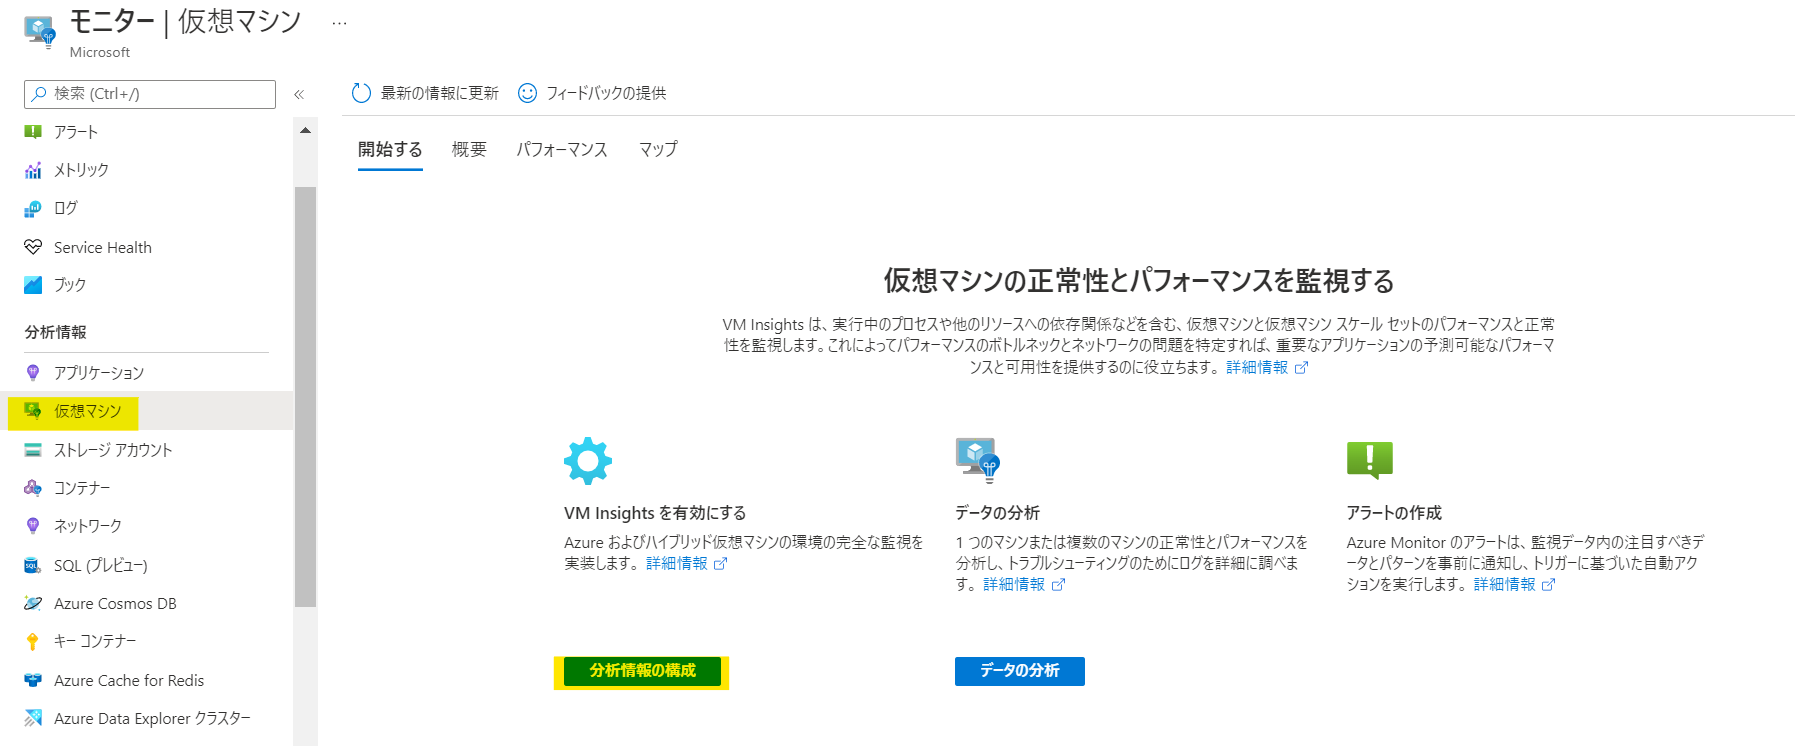 モニター | 仮想マシン ...
Microsoft
検索 (Ctrl+/)
«
アラート
メトリック
ログ
Service Health
ブック
分析情報
アプリケーション
仮想マシン
ストレージ アカウント
コンテナー
ネットワーク
SQL (プレビュー)
Azure Cosmos DB
キー コンテナー
Azure Cache for Redis
Azure Data Explorer クラスター
最新の情報に更新 フィードバックの提供
開始する 概要 パフォーマンス マップ
仮想マシンの正常性とパフォーマンスを監視する
VM Insights は、実行中のプロセスや他のリソースへの依存関係などを含む、仮想マシンと仮想マシン スケール セットのパフォーマンスと正常
性を監視します。これによってパフォーマンスのボトルネックとネットワークの問題を特定すれば、重要なアプリケーションの予測可能なパフォーマ
ンスと可用性を提供するのに役立ちます。 詳細情報
VM Insights を有効にする
Azure およびハイブリッド仮想マシンの環境の完全な監視を
実装します。 詳細情報
分析情報の構成
データの分析
1 つのマシンまたは複数のマシンの正常性とパフォーマンスを
分析し、トラブルシューティングのためにログを詳細に調べま
す。 詳細情報
データの分析
アラートの作成
Azure Monitor のアラートは、監視データ内の注目すべきデ
ータとパターンを事前に通知し、トリガーに基づいた自動アク
ションを実行します。 詳細情報